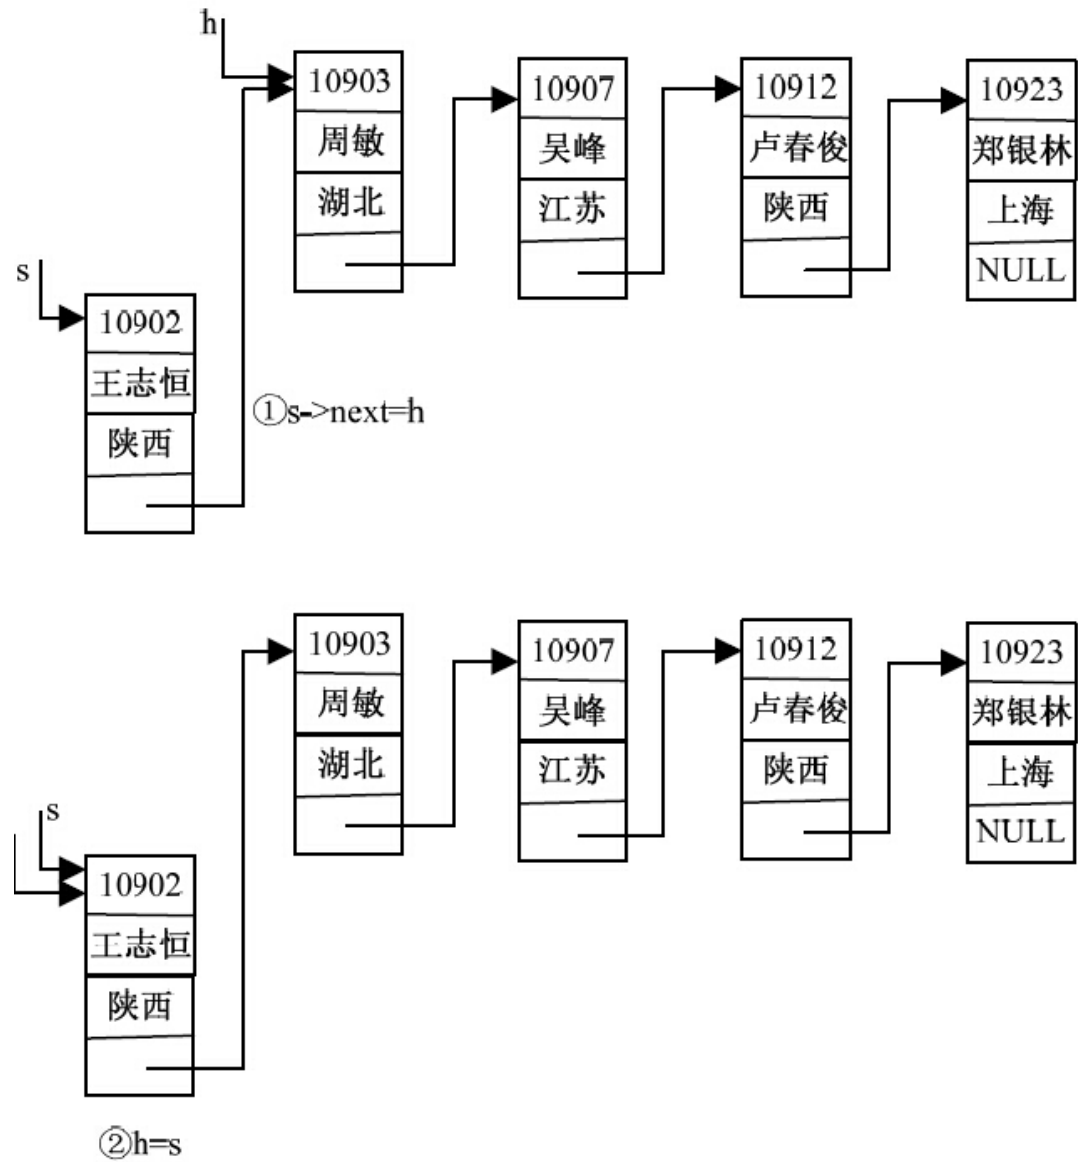 h
10903
周敏
湖北
10907
吴峰
江苏
10912
卢春俊
陕西
10923
郑银林
上海
NULL
s
10902
王志恒
陕西
①s->next=h
10903
周敏
湖北
10907
吴峰
江苏
10912
卢春俊
陕西
10923
郑银林
上海
NULL
s
10902
王志恒
陕西
②h=s